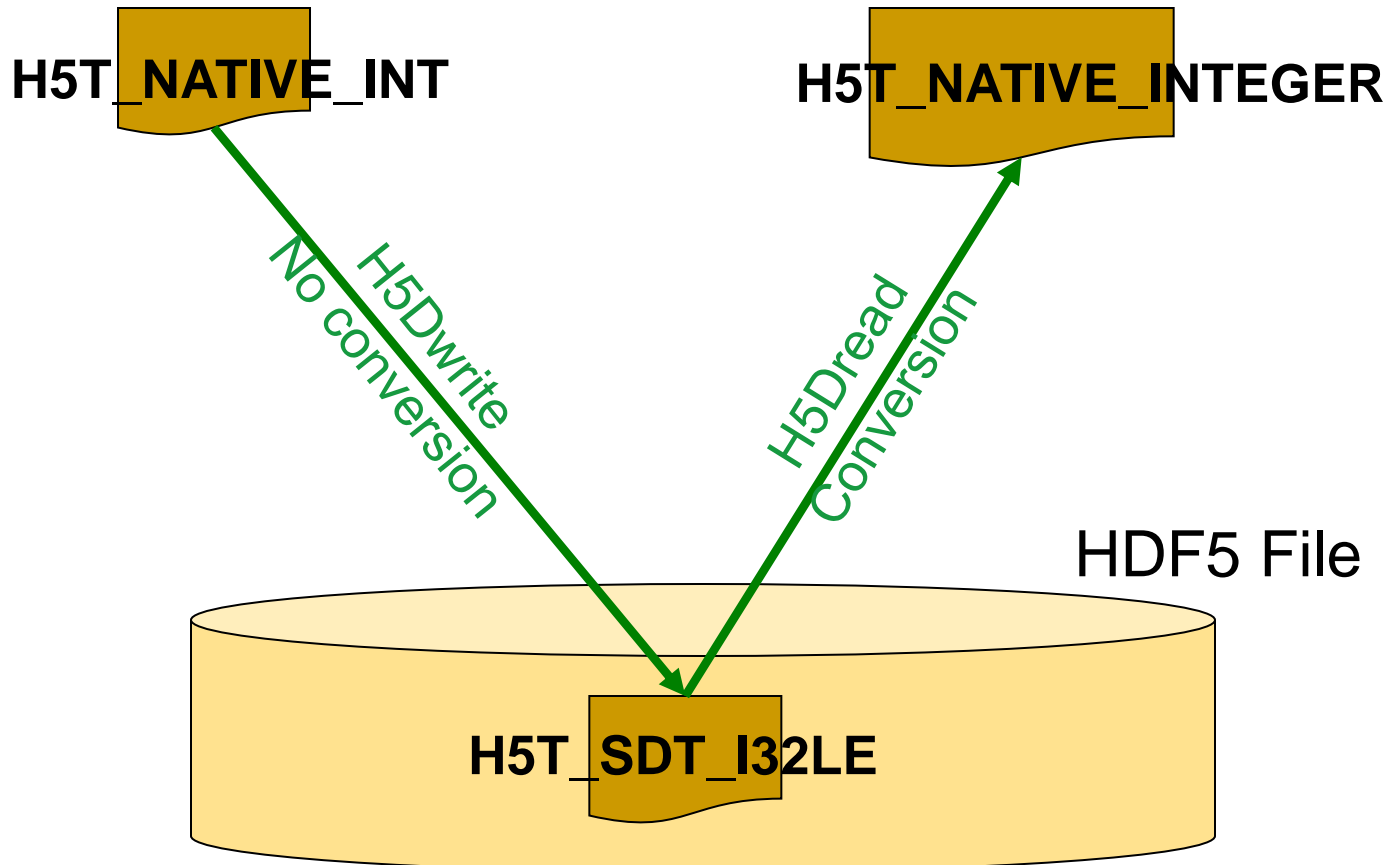 H5T_NATIVE_INT
H5T_NATIVE_INTEGER
H5Dwrite
No conversion
H5Dread
Conversion
HDF5 File
H5T_SDT_I32LE